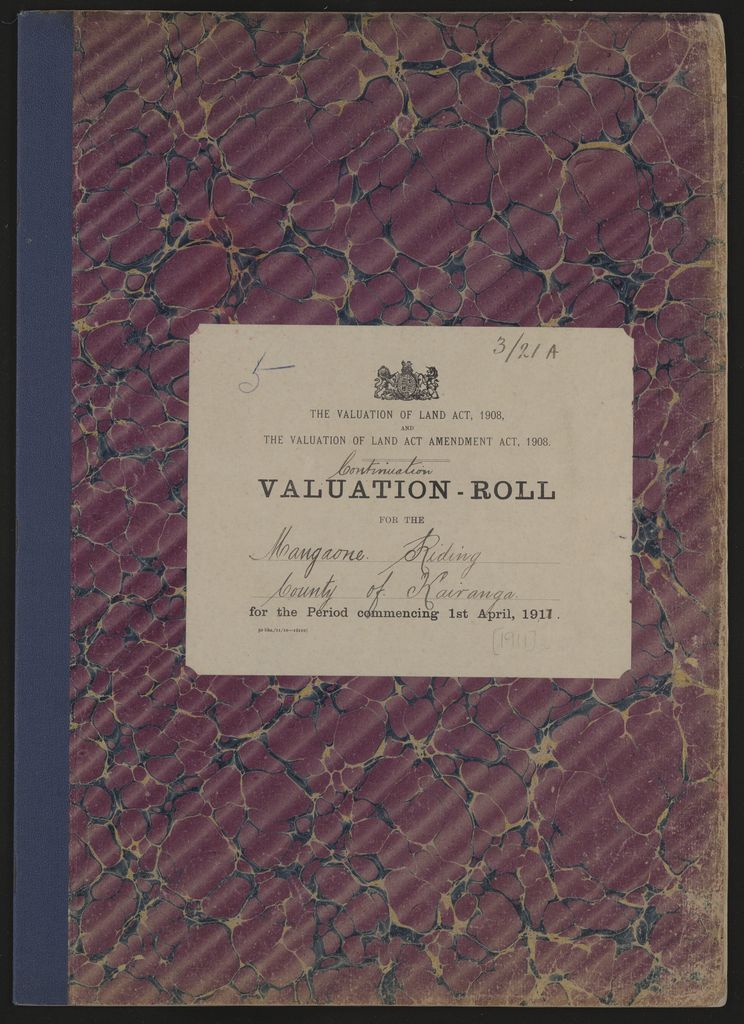 3/21 A
5
THE VALUATION OF LAND ACT, 1908,
AND
THE VALUATION OF LAND ACT AMENDMENT ACT, 1908.
Continuation
VALUATION-ROLL
FOR THE
Mangaone Riding
County of Kairanga
for the Period commencing 1st April, 1911.
[1911]